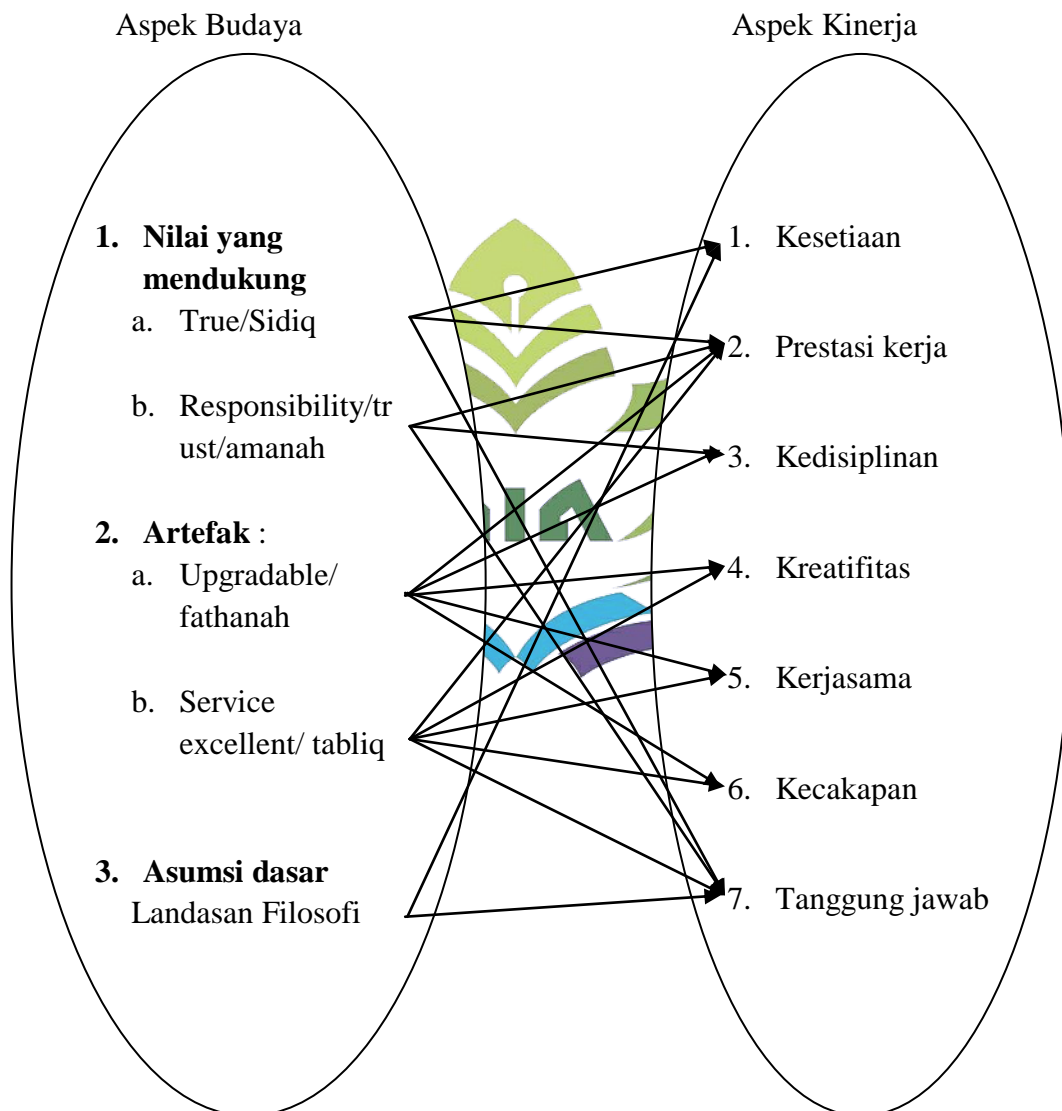 Aspek Budaya
Aspek Kinerja
1. Nilai yang
mendukung
a. True/Sidiq
b. Responsibility/tr
ust/amanah
2. Artefak :
a. Upgradable/
fathanah
b. Service
excellent/ tabliq
3. Asumsi dasar
Landasan Filosofi
1. Kesetiaan
2. Prestasi kerja
3. Kedisiplinan
4. Kreatifitas
5. Kerjasama
6. Kecakapan
7. Tanggung jawab